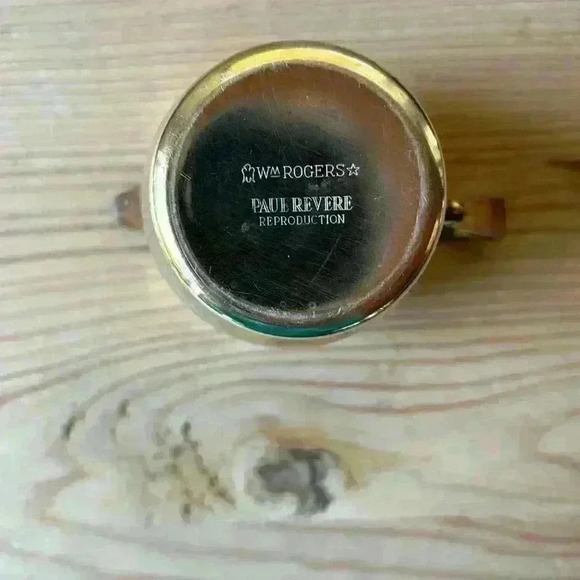 Wᴹ ROGERS☆
PAUL REVERE
REPRODUCTION